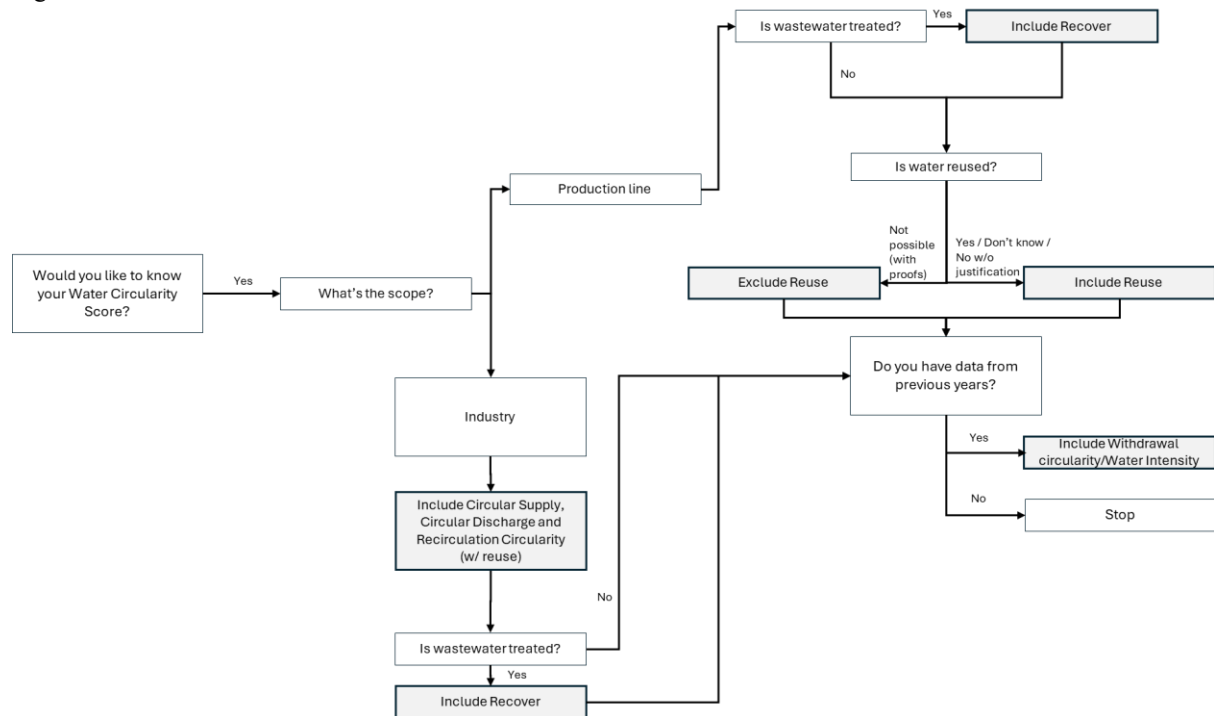 Is wastewater treated?
Yes
Include Recover
No
Is water reused?
Production line
Not
possible
(with
proofs)
Yes / Don't know /
No w/o
justification
Would you like to know
your Water Circularity
Score?
Yes
What's the scope?
Exclude Reuse
Include Reuse
Do you have data from
previous years?
Industry
Yes
Include Withdrawal
circularity/Water Intensity
No
Stop
Include Circular Supply,
Circular Discharge and
Recirculation Circularity
(w/ reuse)
No
Is wastewater treated?
Yes
Include Recover